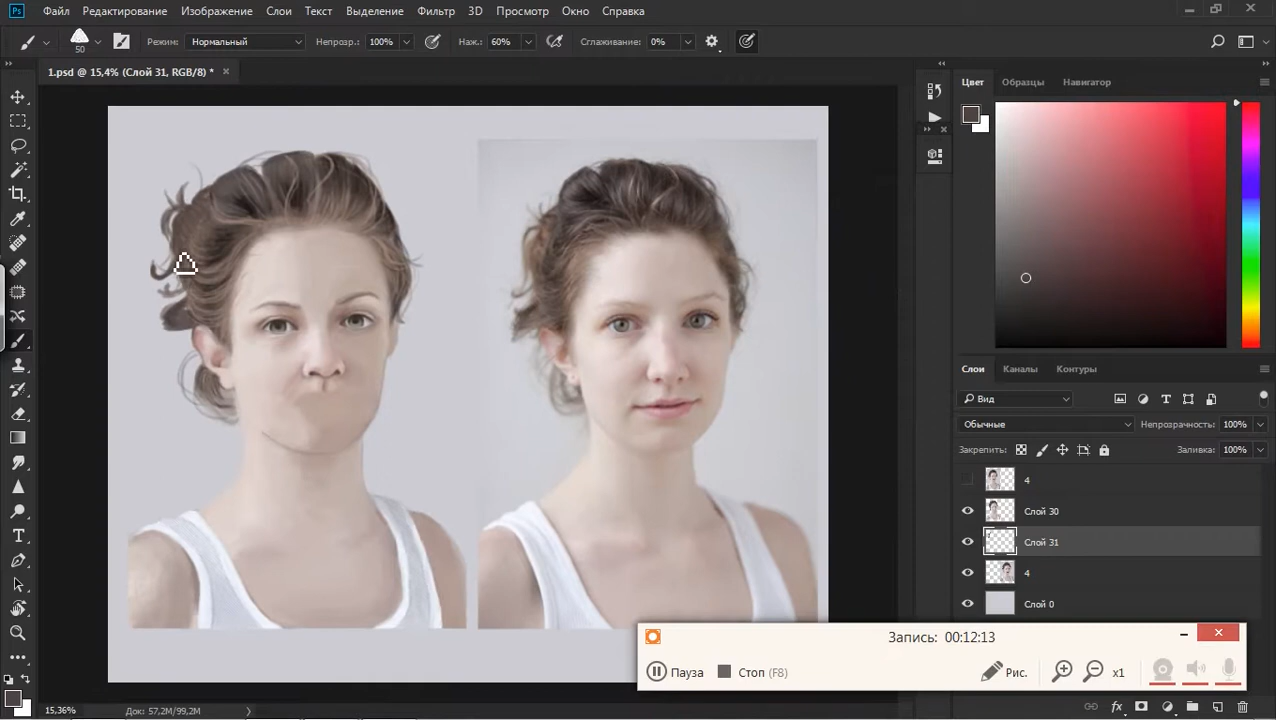 Ps Файл Редактирование Изображение Слои Текст Выделение Фильтр 3D Просмотр Окно Справка
50 Режим: Нормальный Непрозр.: 100% Наж.: 60% Сглаживание: 0%
1.psd @ 15,4% (Слой 31, RGB/8) * ×
Цвет Образцы Навигатор
Слои Каналы Контуры
Вид
Обычные Непрозрачность: 100%
Закрепить: Заливка: 100%
4
Слой 30
Слой 31
4
Слой 0
Запись: 00:12:13
Пауза Стоп (F8) Рис. x1
15,36% Док: 57,2M/99,2M